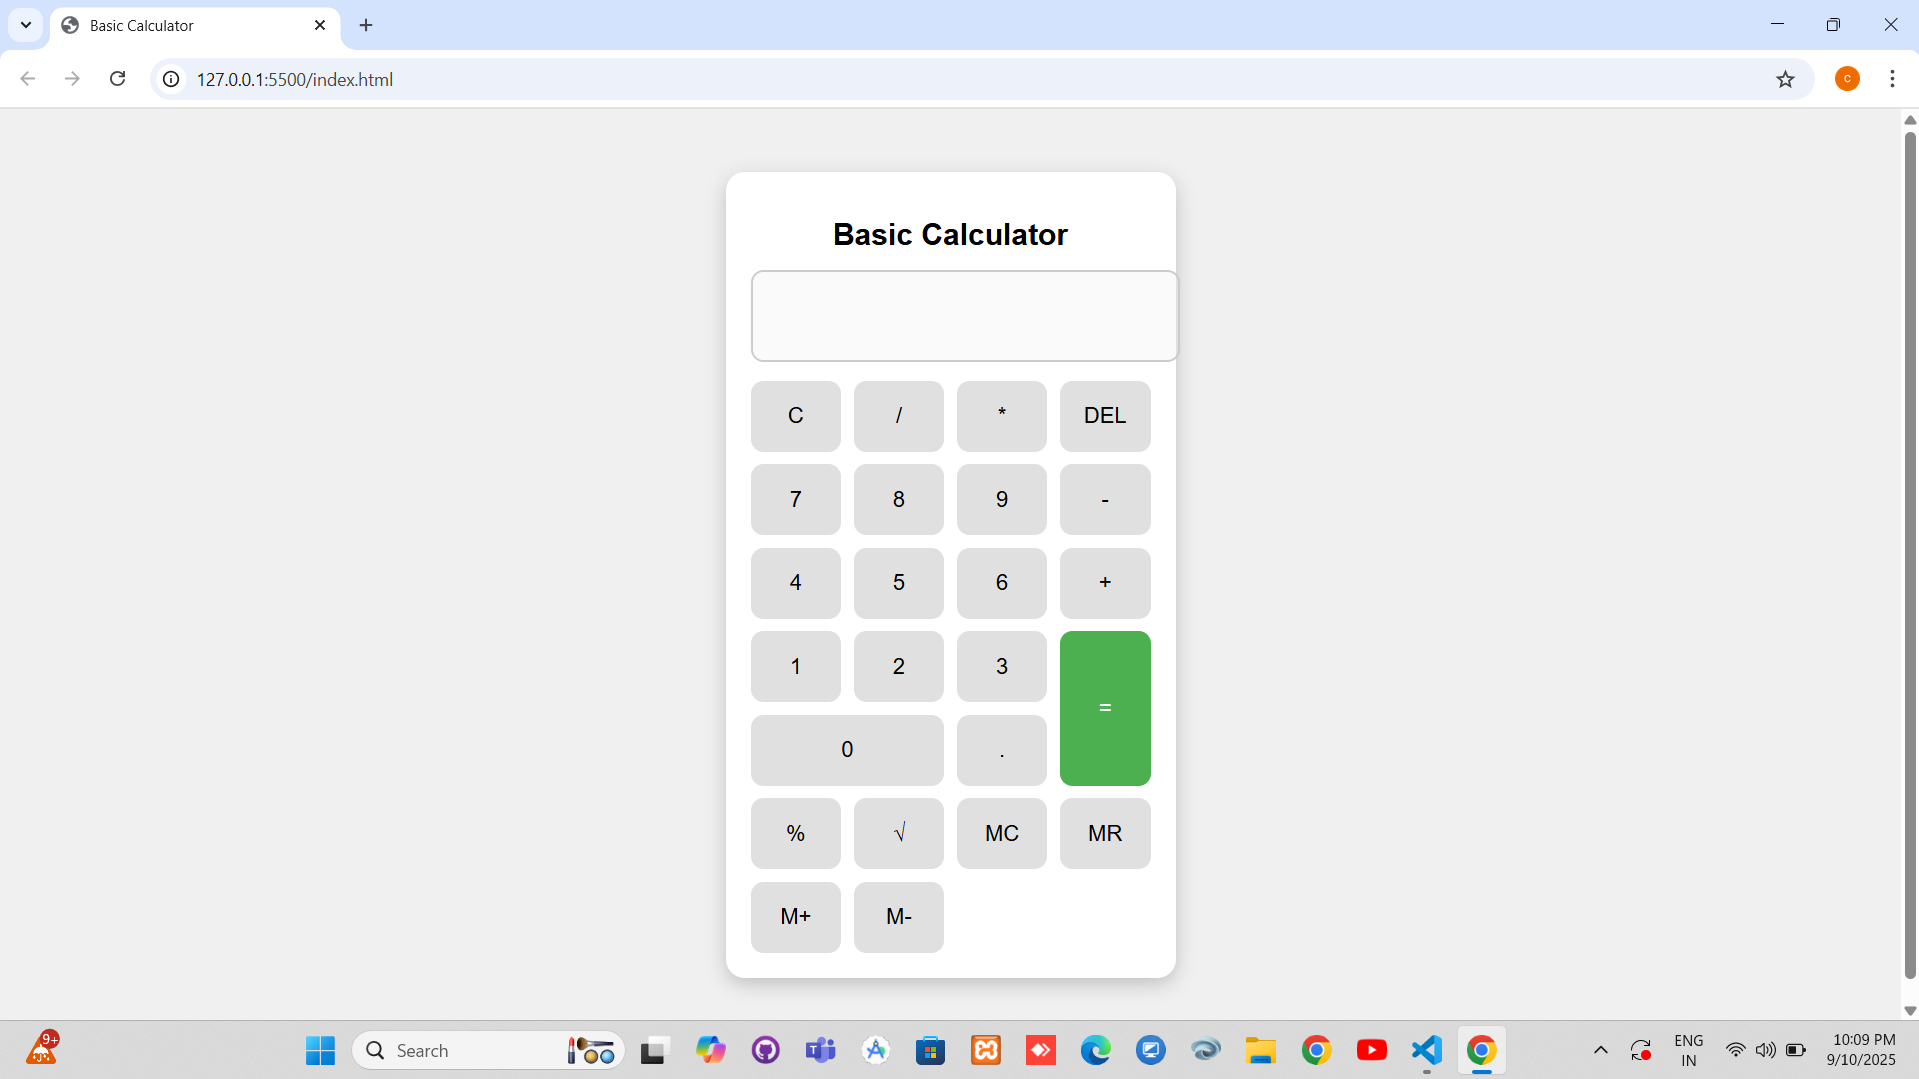 Basic Calculator
127.0.0.1:5500/index.html
C
Basic Calculator
C / * DEL
7 8 9 -
4 5 6 +
1 2 3 =
0 .
% √ MC MR
M+ M-
9+
Search
ENG
IN
10:09 PM
9/10/2025